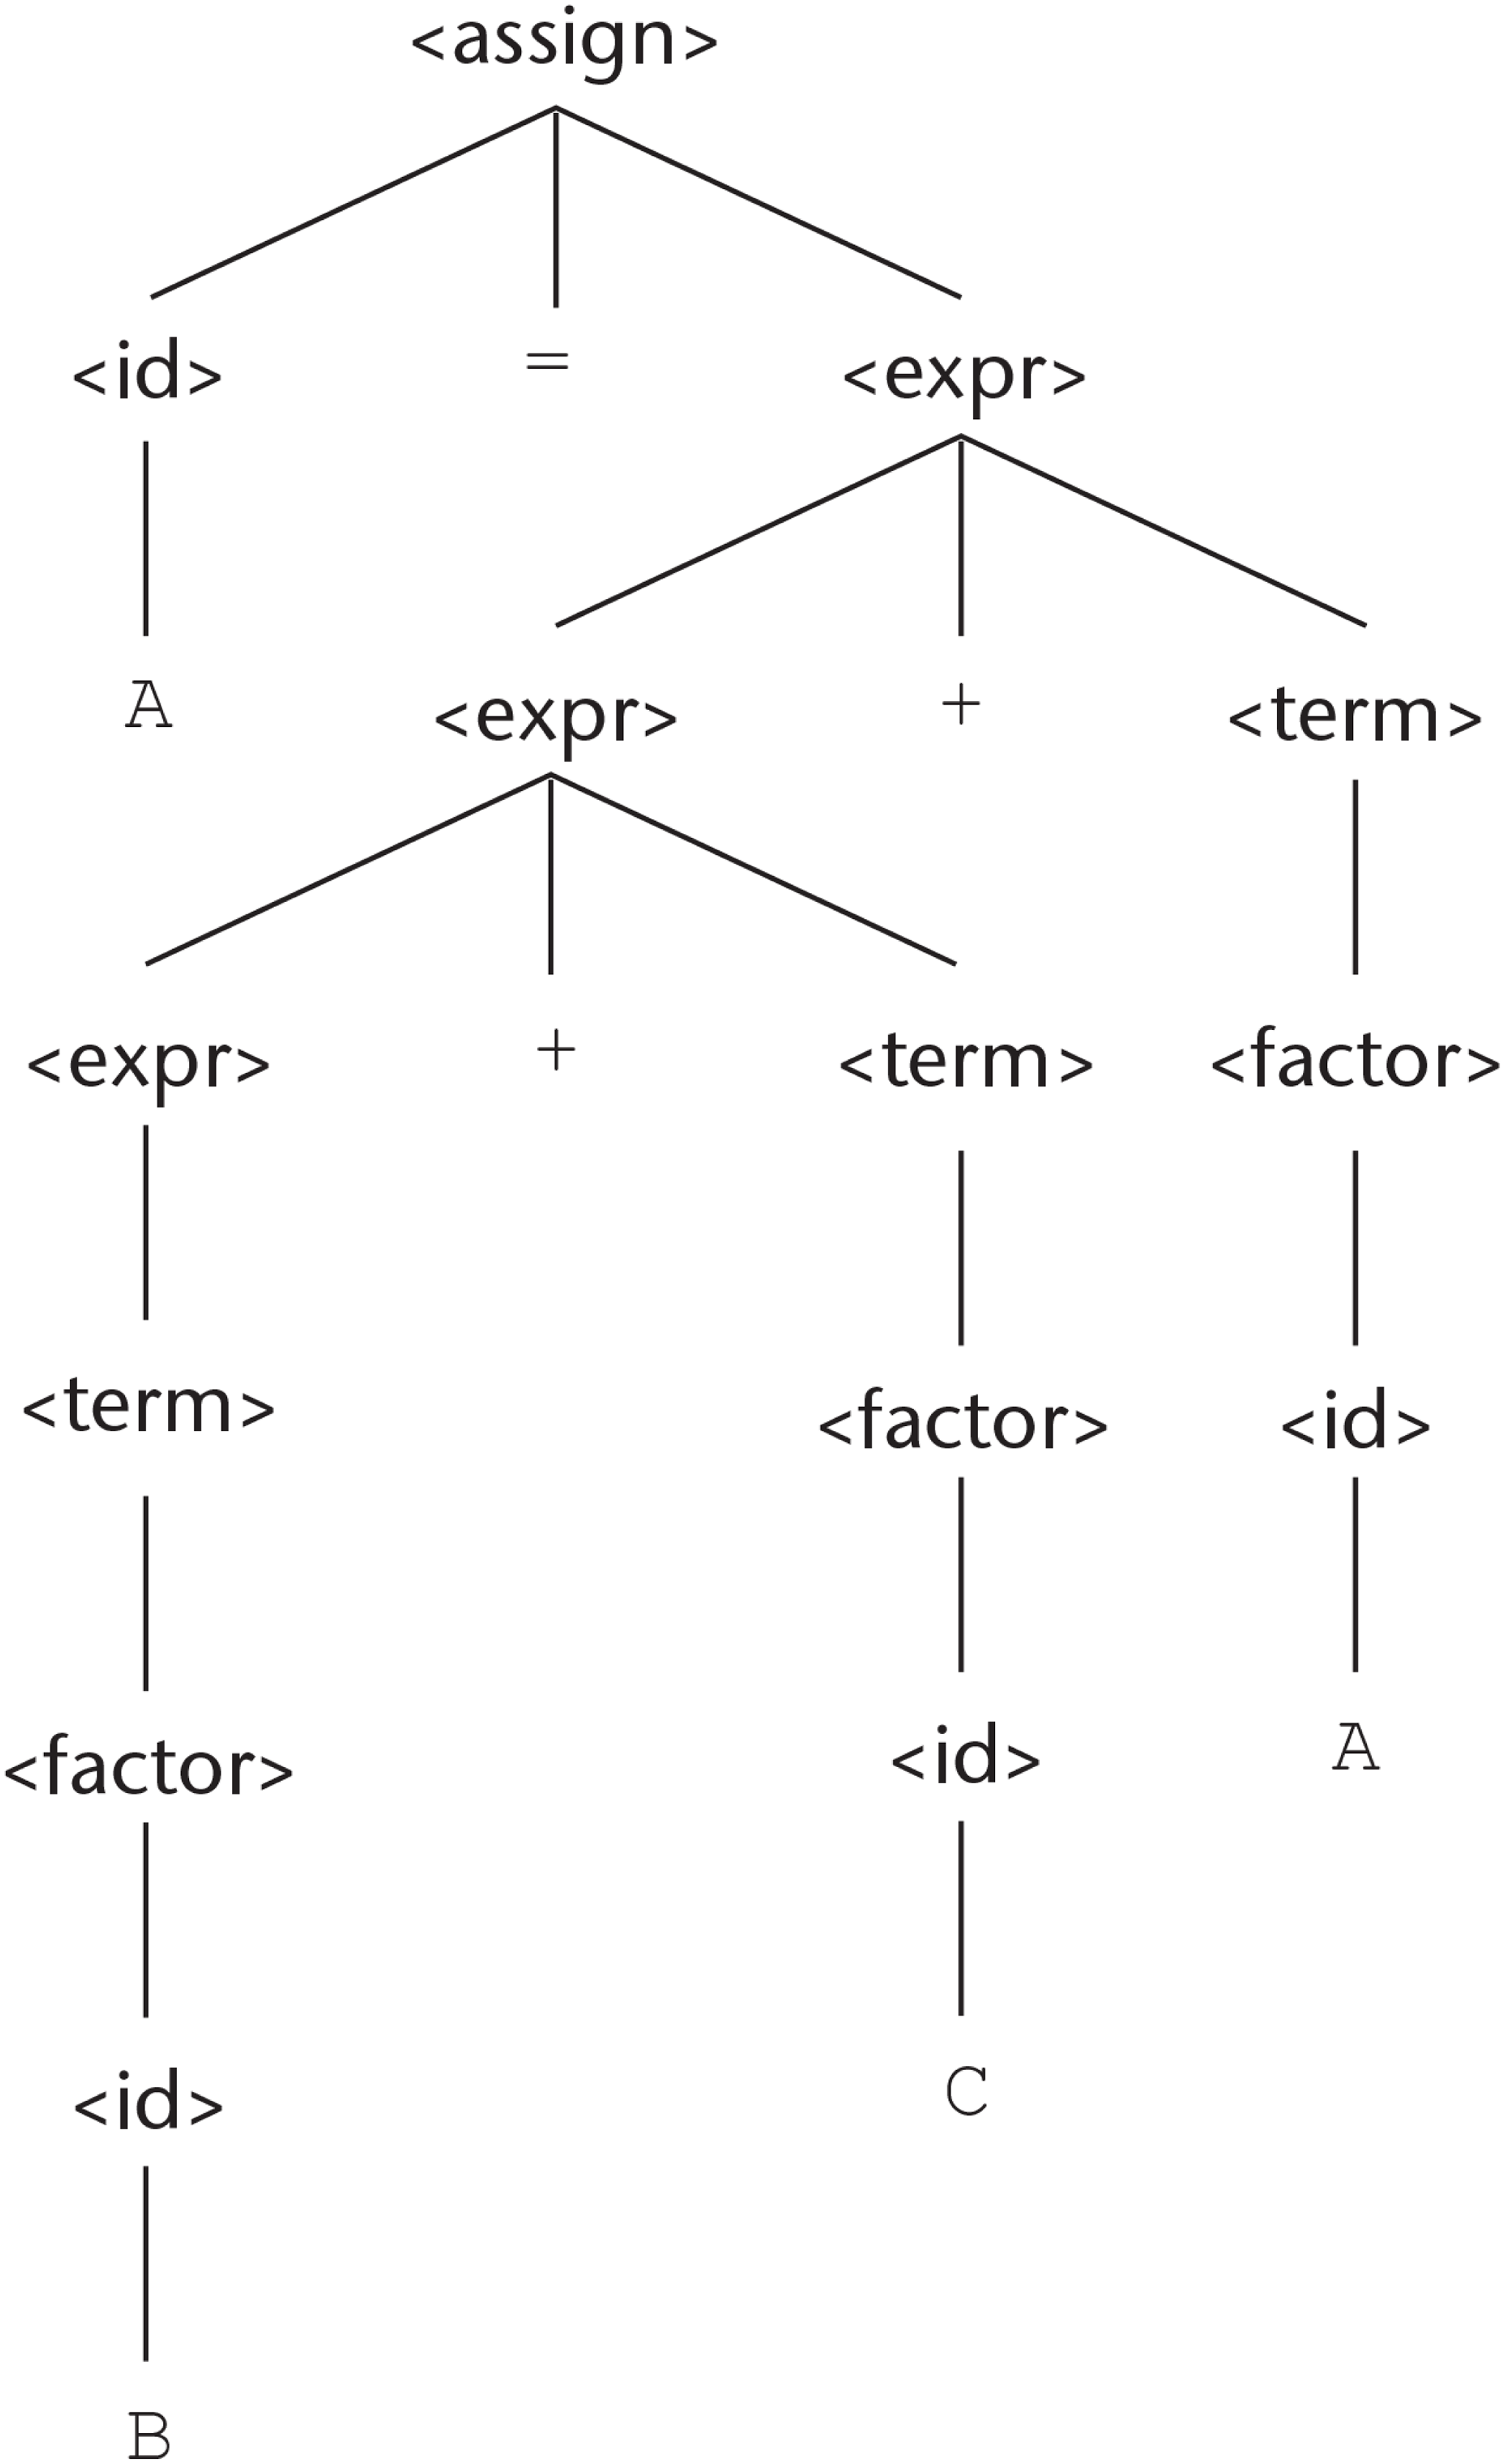 <assign>
<id> = <expr>
A <expr> + <term>
<expr> + <term> <factor>
<term> <factor> <id>
<factor> <id> A
<id> C
B